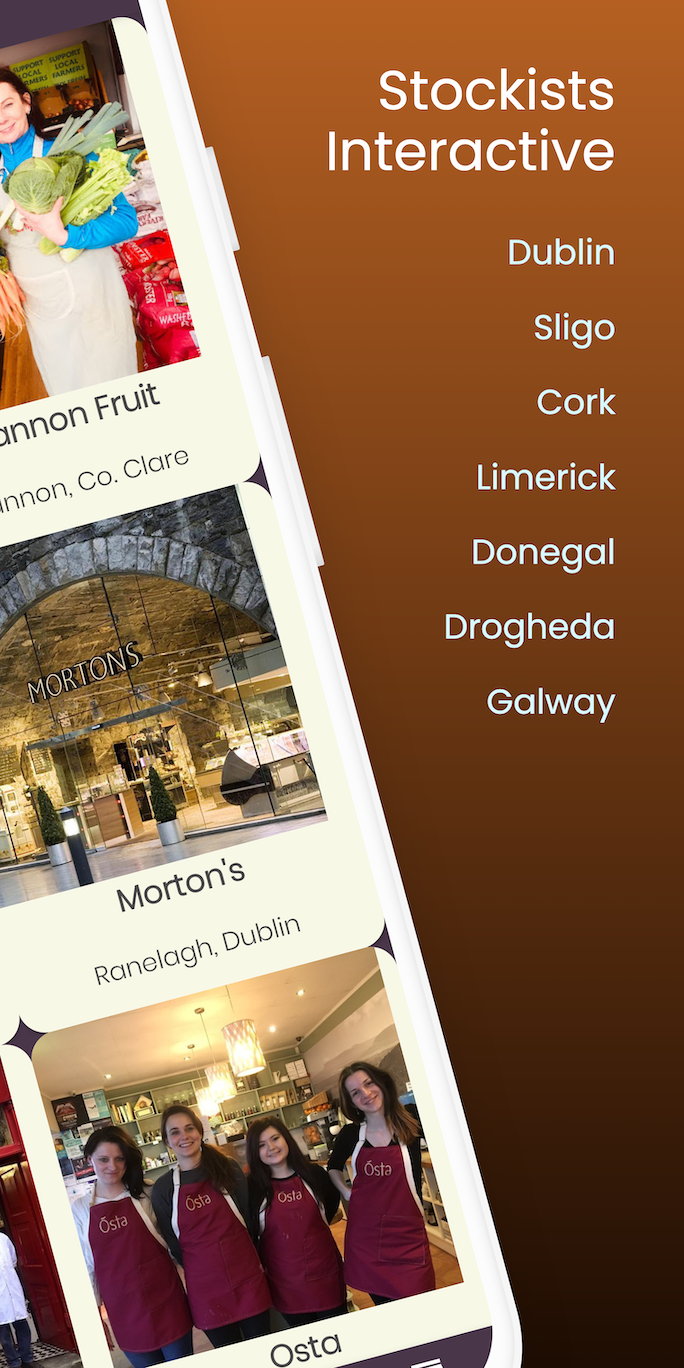 Stockists
Interactive
Dublin
Sligo
Cork
Limerick
Donegal
Drogheda
Galway
SUPPORT
LOCAL
FARMERS
SUPPORT
LOCAL
FARMERS
annon Fruit
nnon, Co. Clare
MORTONS
Morton's
Ranelagh, Dublin
Ósta
Ósta
Ósta
Ósta
Osta